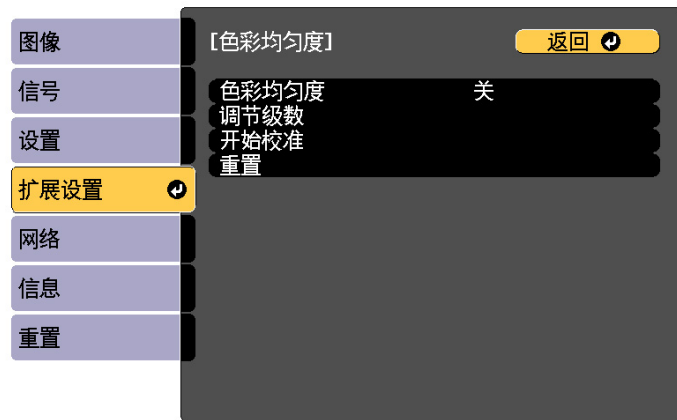 图像
信号
设置
扩展设置
网络
信息
重置
[色彩均匀度]
返回
色彩均匀度 关
调节级数
开始校准
重置